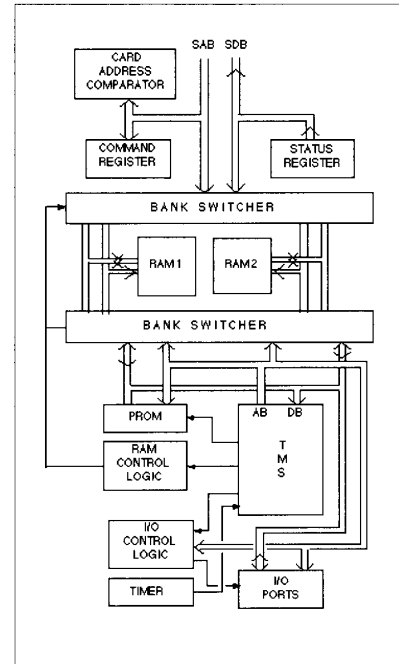 SAB SDB
CARD
ADDRESS
COMPARATOR
COMMAND
REGISTER
STATUS
REGISTER
BANK SWITCHER
RAM1
RAM2
BANK SWITCHER
PROM
AB DB
T
M
S
RAM
CONTROL
LOGIC
I/O
CONTROL
LOGIC
TIMER
I/O
PORTS